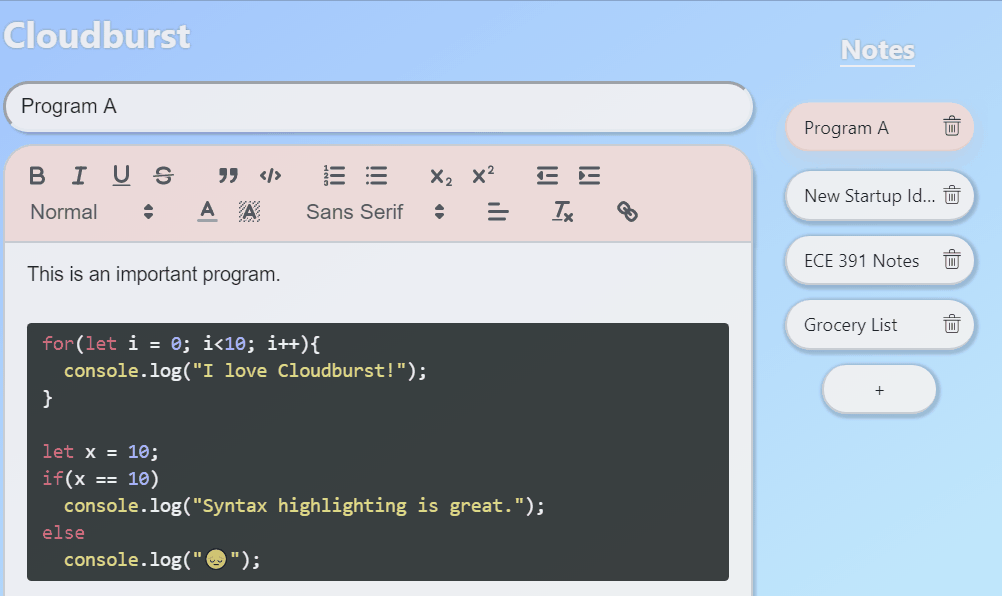 Cloudburst
Notes
Program A
Normal
Sans Serif
This is an important program.
for(let i = 0; i<10; i++){
  console.log("I love Cloudburst!");
}
let x = 10;
if(x == 10)
  console.log("Syntax highlighting is great.");
else
  console.log("😔");
Program A
New Startup Id...
ECE 391 Notes
Grocery List
+